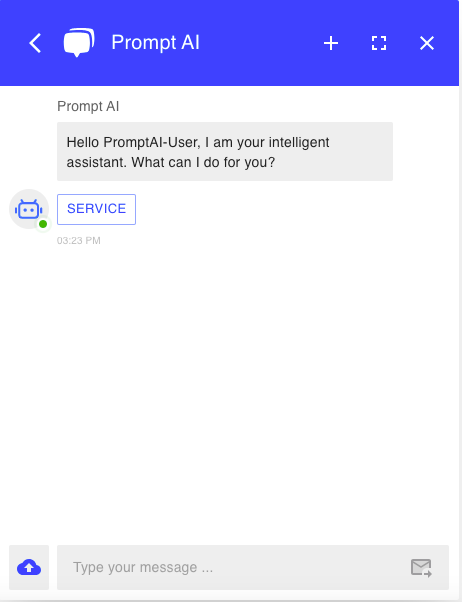 Prompt AI
Prompt AI
Hello PromptAI-User, I am your intelligent
assistant. What can I do for you?
SERVICE
03:23 PM
Type your message ...